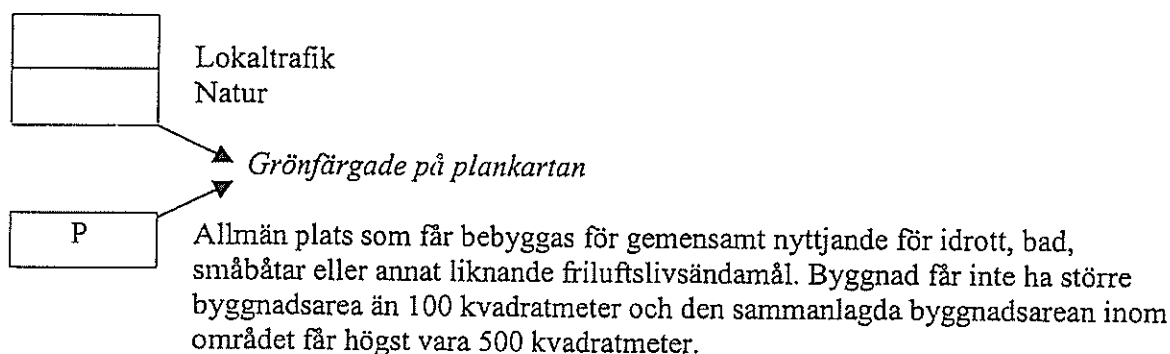 Lokaltrafik
Natur
Grönfärgade på plankartan
P
Allmän plats som får bebyggas för gemensamt nyttjande för idrott, bad,
småbåtar eller annat liknande friluftslivsändamål. Byggnad får inte ha större
byggnadsarea än 100 kvadratmeter och den sammanlagda byggnadsarean inom
området får högst vara 500 kvadratmeter.